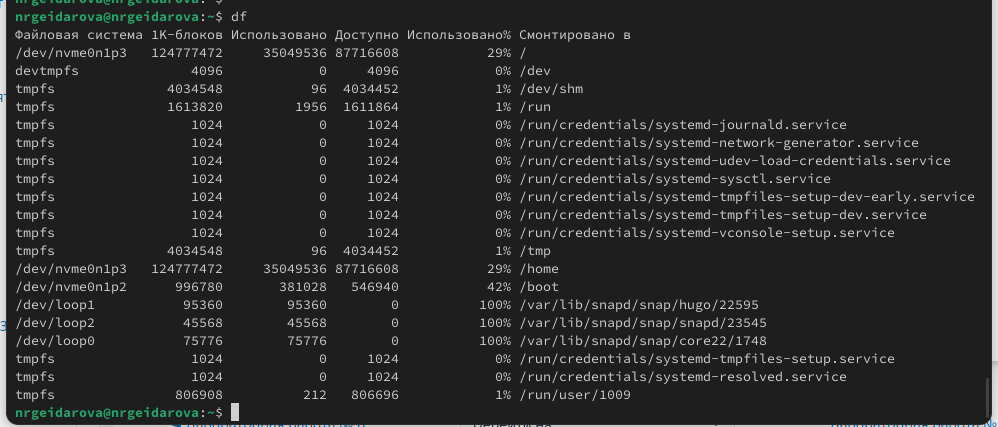 nrgeidarova@nrgeidarova:~$ df
Файловая система 1K-блоков Использовано Доступно Использовано% Смонтировано в
/dev/nvme0n1p3 124777472 35049536 87716608 29% /
devtmpfs 4096 0 4096 0% /dev
tmpfs 4034548 96 4034452 1% /dev/shm
tmpfs 1613820 1956 1611864 1% /run
tmpfs 1024 0 1024 0% /run/credentials/systemd-journald.service
tmpfs 1024 0 1024 0% /run/credentials/systemd-network-generator.service
tmpfs 1024 0 1024 0% /run/credentials/systemd-udev-load-credentials.service
tmpfs 1024 0 1024 0% /run/credentials/systemd-sysctl.service
tmpfs 1024 0 1024 0% /run/credentials/systemd-tmpfiles-setup-dev-early.service
tmpfs 1024 0 1024 0% /run/credentials/systemd-tmpfiles-setup-dev.service
tmpfs 1024 0 1024 0% /run/credentials/systemd-vconsole-setup.service
tmpfs 4034548 96 4034452 1% /tmp
/dev/nvme0n1p3 124777472 35049536 87716608 29% /home
/dev/nvme0n1p2 996780 381028 546940 42% /boot
/dev/loop1 95360 95360 0 100% /var/lib/snapd/snap/hugo/22595
/dev/loop2 45568 45568 0 100% /var/lib/snapd/snap/snapd/23545
/dev/loop0 75776 75776 0 100% /var/lib/snapd/snap/core22/1748
tmpfs 1024 0 1024 0% /run/credentials/systemd-tmpfiles-setup.service
tmpfs 1024 0 1024 0% /run/credentials/systemd-resolved.service
tmpfs 806908 212 806696 1% /run/user/1009
nrgeidarova@nrgeidarova:~$